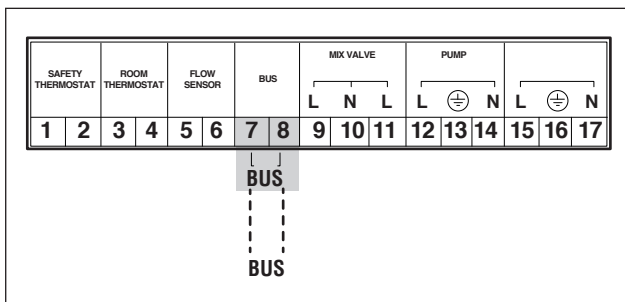 SAFETY THERMOSTAT ROOM THERMOSTAT FLOW SENSOR BUS MIX VALVE PUMP
L N L L ⏚ N L ⏚ N
1 2 3 4 5 6 7 8 9 10 11 12 13 14 15 16 17
BUS
BUS